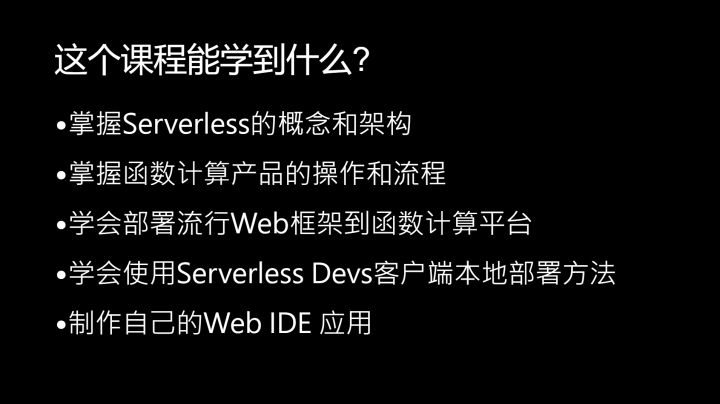 这个课程能学到什么?
•掌握Serverless的概念和架构
•掌握函数计算产品的操作和流程
•学会部署流行Web框架到函数计算平台
•学会使用Serverless Devs客户端本地部署方法
•制作自己的Web IDE 应用